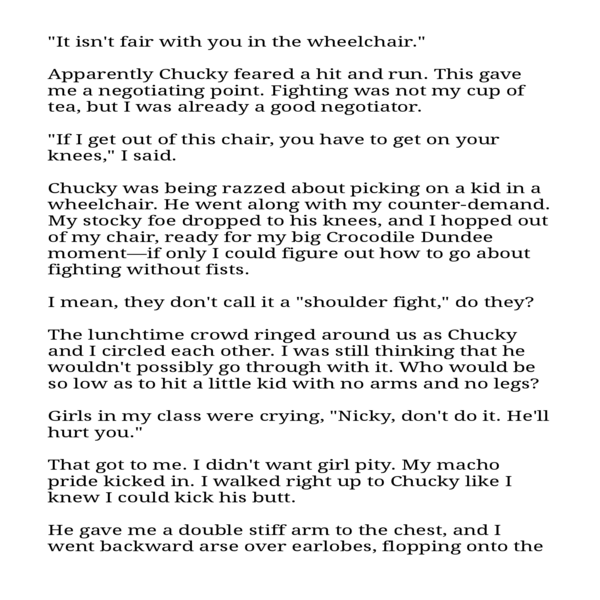 "It isn't fair with you in the wheelchair."
Apparently Chucky feared a hit and run. This gave
me a negotiating point. Fighting was not my cup of
tea, but I was already a good negotiator.
"If I get out of this chair, you have to get on your
knees," I said.
Chucky was being razzed about picking on a kid in a
wheelchair. He went along with my counter-demand.
My stocky foe dropped to his knees, and I hopped out
of my chair, ready for my big Crocodile Dundee
moment—if only I could figure out how to go about
fighting without fists.
I mean, they don't call it a "shoulder fight," do they?
The lunchtime crowd ringed around us as Chucky
and I circled each other. I was still thinking that he
wouldn't possibly go through with it. Who would be
so low as to hit a little kid with no arms and no legs?
Girls in my class were crying, "Nicky, don't do it. He'll
hurt you."
That got to me. I didn't want girl pity. My macho
pride kicked in. I walked right up to Chucky like I
knew I could kick his butt.
He gave me a double stiff arm to the chest, and I
went backward arse over earlobes, flopping onto the